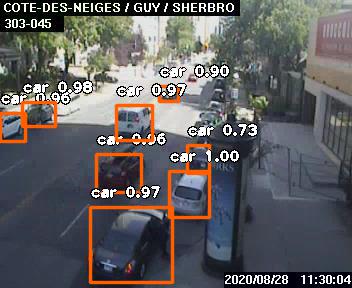 COTE-DES-NEIGES / GUY / SHERBRO
303-045
car 0.90
car 0.98
car 0.97
car 0.96
car 0.73
car 0.96
car 1.00
car 0.97
2020/08/28 11:30:04